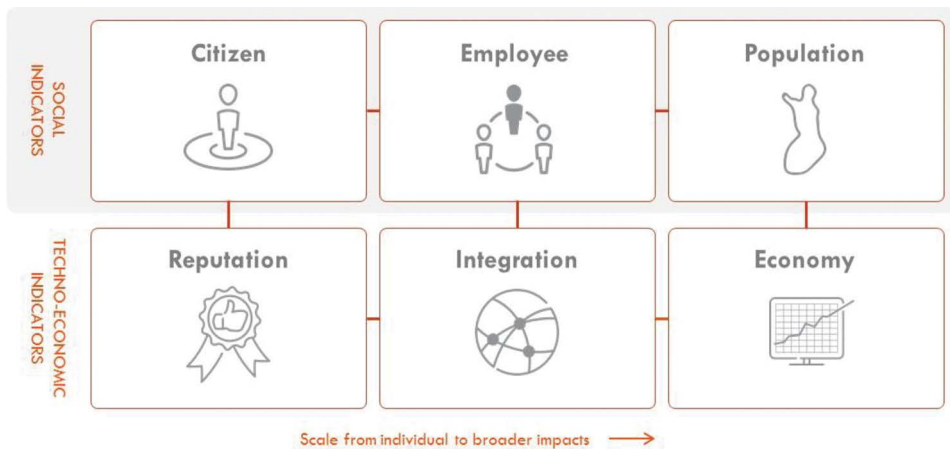 SOCIAL
INDICATORS
Citizen
Employee
Population
TECHNO-ECONOMIC
INDICATORS
Reputation
Integration
Economy
Scale from individual to broader impacts